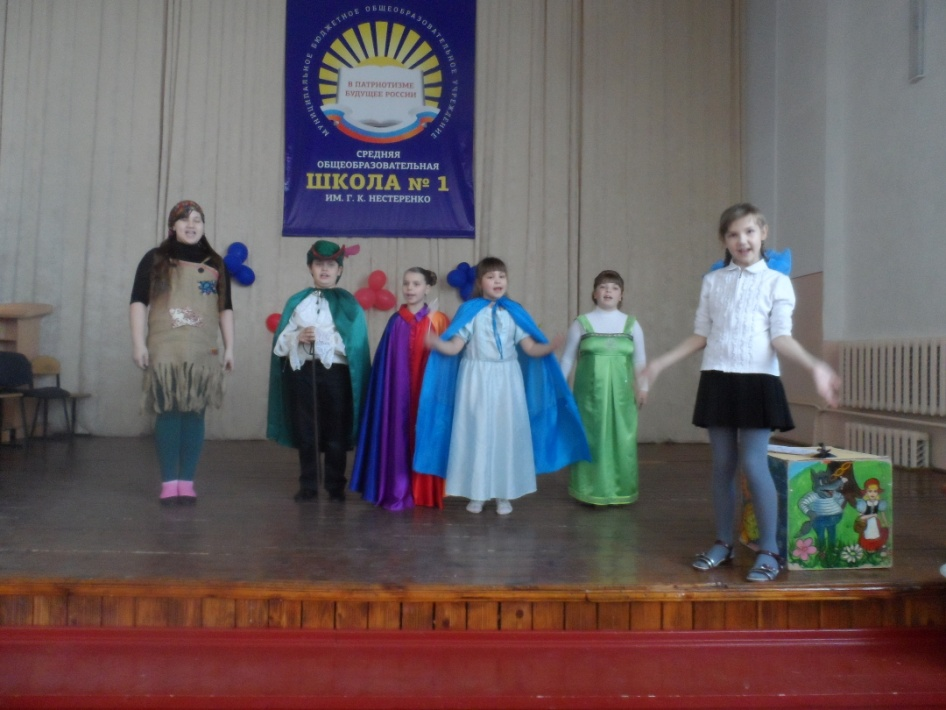 МУНИЦИПАЛЬНОЕ БЮДЖЕТНОЕ ОБЩЕОБРАЗОВАТЕЛЬНОЕ УЧРЕЖДЕНИЕ
В ПАТРИОТИЗМЕ
БУДУЩЕЕ РОССИИ
СРЕДНЯЯ
ОБЩЕОБРАЗОВАТЕЛЬНАЯ
ШКОЛА № 1
ИМ. Г. К. НЕСТЕРЕНКО